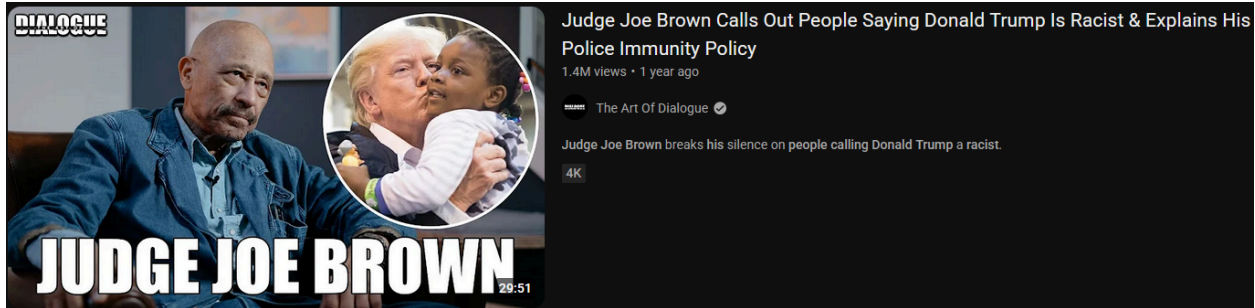 DIALOGUE
JUDGE JOE BROWN
29:51
Judge Joe Brown Calls Out People Saying Donald Trump Is Racist & Explains His
Police Immunity Policy
1.4M views • 1 year ago
The Art Of Dialogue
Judge Joe Brown breaks his silence on people calling Donald Trump a racist.
4K